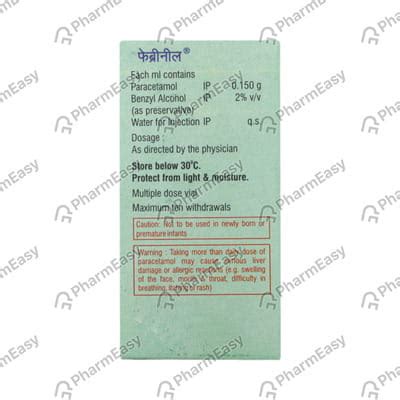 फेब्रीनील®
Each ml contains
Paracetamol IP 0.150 g
Benzyl Alcohol IP 2% v/v
(as preservative)
Water for Injection IP q.s.
Dosage :
As directed by the physician
Store below 30°C.
Protect from light & moisture.
Multiple dose vial
Maximum ten withdrawals
Caution: Not to be used in newly born or
premature infants
Warning : Taking more than daily dose of
paracetamol may cause serious liver
damage or allergic reactions (e.g. swelling
of the face, mouth & throat, difficulty in
breathing, itching or rash)
PharmEasy